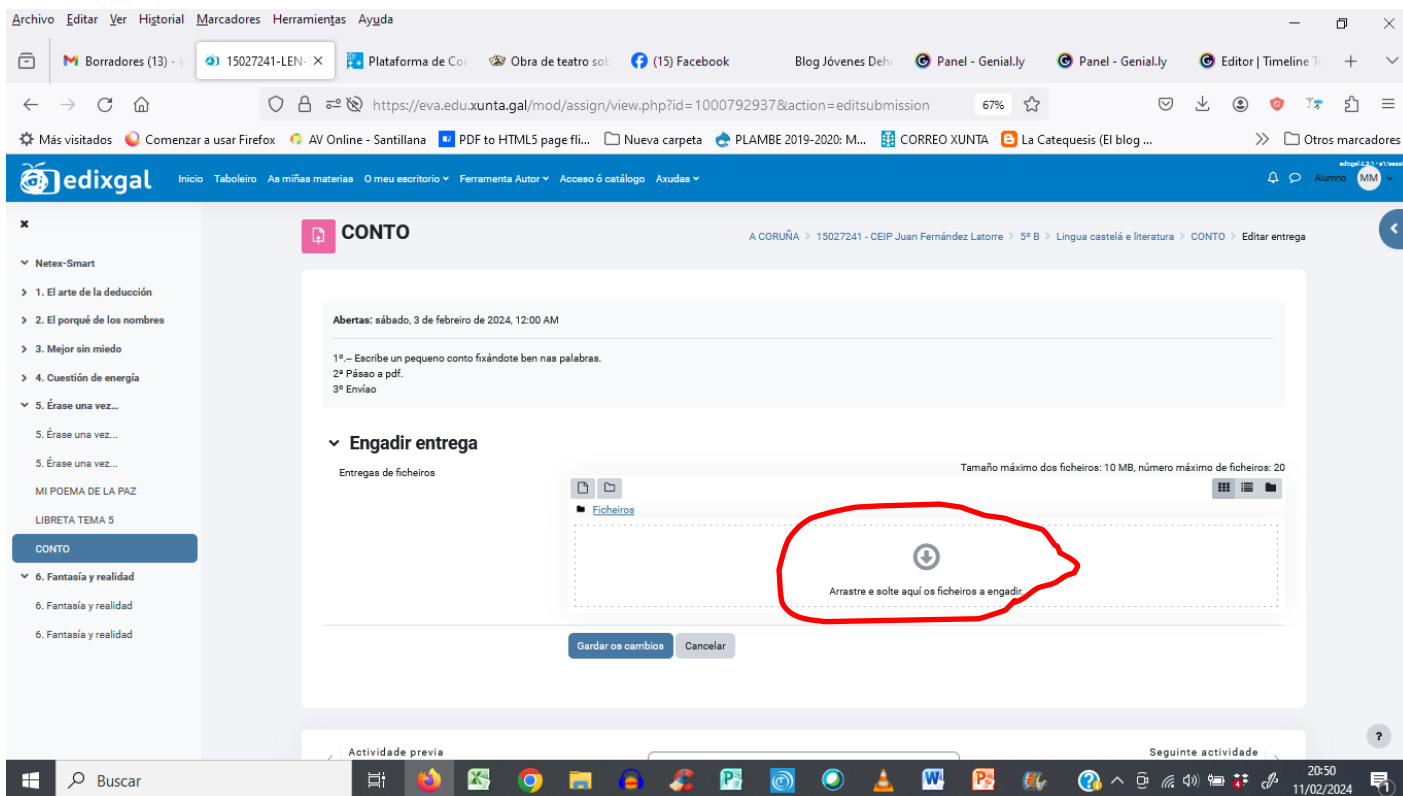 Archivo Editar Ver Historial Marcadores Herramientas Ayuda
Borradores (13) - s
15027241-LEN-
Plataforma de Cor
Obra de teatro sob
(15) Facebook
Blog Jóvenes Deh
Panel - Genial.ly
Panel - Genial.ly
Editor | Timeline T
https://eva.edu.xunta.gal/mod/assign/view.php?id=1000792937&action=editsubmission 67%
Más visitados Comenzar a usar Firefox AV Online - Santillana PDF to HTML5 page fli... Nueva carpeta PLAMBE 2019-2020: M... CORREO XUNTA La Catequesis (El blog ... Otros marcadores
edixgal Inicio Taboleiro As miñas materias O meu escritorio Ferramenta Autor Acceso ó catálogo Axudas Alumno MM
CONTO
A CORUÑA > 15027241 - CEIP Juan Fernández Latorre > 5º B > Lingua castelá e literatura > CONTO > Editar entrega
Netex-Smart
1. El arte de la deducción
2. El porqué de los nombres
3. Mejor sin miedo
4. Cuestión de energía
5. Érase una vez...
5. Érase una vez...
5. Érase una vez...
MI POEMA DE LA PAZ
LIBRETA TEMA 5
CONTO
6. Fantasía y realidad
6. Fantasía y realidad
6. Fantasía y realidad
Abertas: sábado, 3 de febreiro de 2024, 12:00 AM
1º.– Escribe un pequeno conto fixándote ben nas palabras.
2ª Pásao a pdf.
3º Envíao
Engadir entrega
Entregas de ficheiros
Tamaño máximo dos ficheiros: 10 MB, número máximo de ficheiros: 20
Ficheiros
Arrastre e solte aquí os ficheiros a engadir.
Gardar os cambios Cancelar
Actividade previa
Seguinte actividade
?
Buscar
20:50
11/02/2024